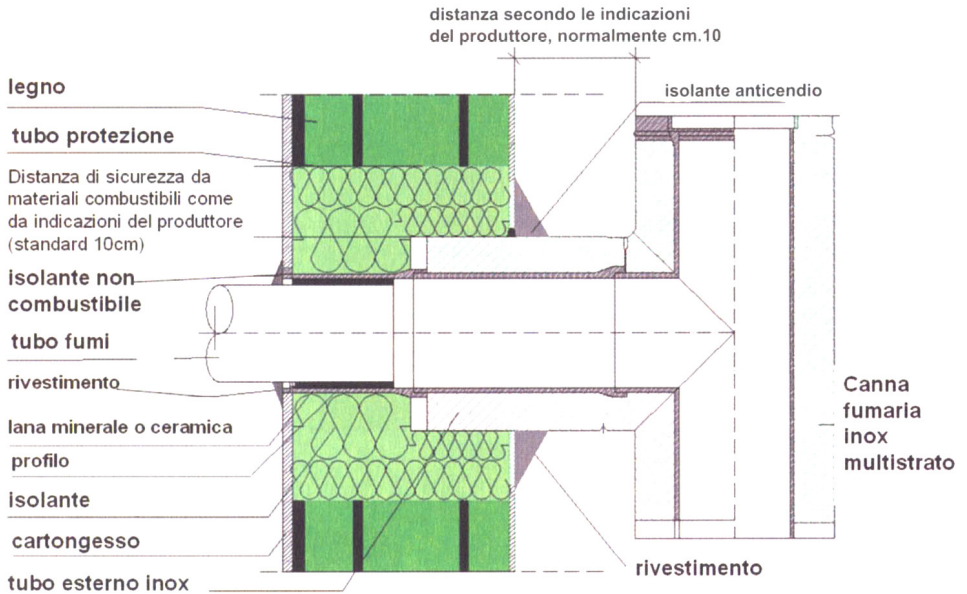 distanza secondo le indicazioni
del produttore, normalmente cm.10
isolante anticendio
legno
tubo protezione
Distanza di sicurezza da
materiali combustibili come
da indicazioni del produttore
(standard 10cm)
isolante non
combustibile
tubo fumi
rivestimento
lana minerale o ceramica
profilo
isolante
cartongesso
tubo esterno inox
Canna
fumaria
inox
multistrato
rivestimento